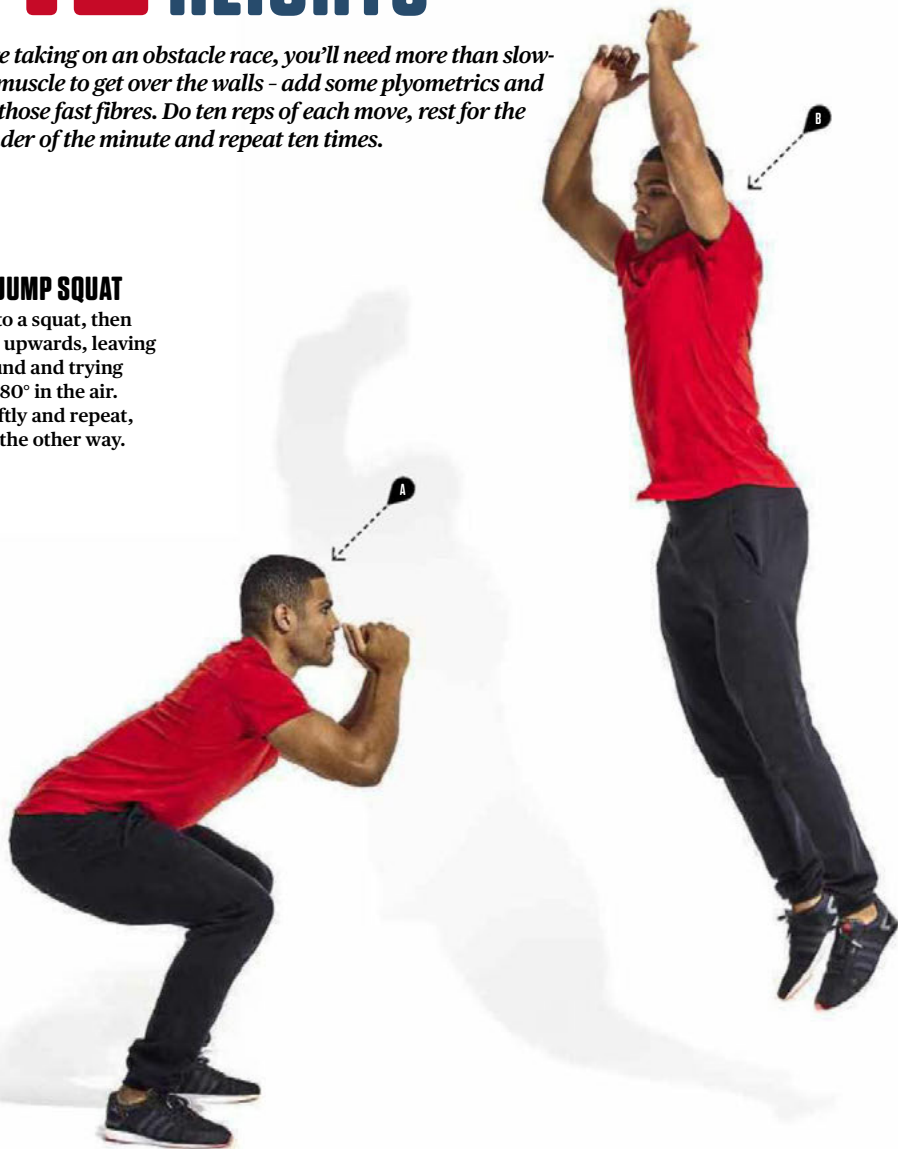 HEIGHTS
e taking on an obstacle race, you'll need more than slow-
muscle to get over the walls – add some plyometrics and
those fast fibres. Do ten reps of each move, rest for the
der of the minute and repeat ten times.
B
JUMP SQUAT
to a squat, then
upwards, leaving
und and trying
80° in the air.
ftly and repeat,
the other way.
A